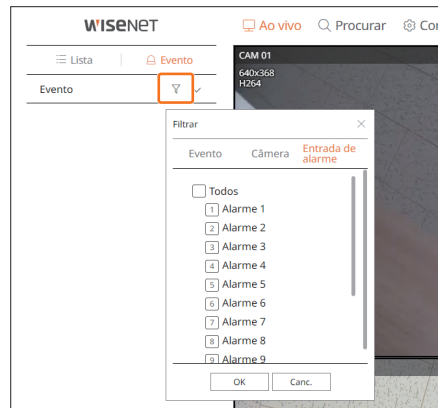 WISENET
Ao vivo Procurar Con
Lista Evento
CAM 01
640x368
H264
Evento
Filtrar
Evento Câmera Entrada de alarme
Todos
1 Alarme 1
2 Alarme 2
3 Alarme 3
4 Alarme 4
5 Alarme 5
6 Alarme 6
7 Alarme 7
8 Alarme 8
9 Alarme 9
OK Canc.